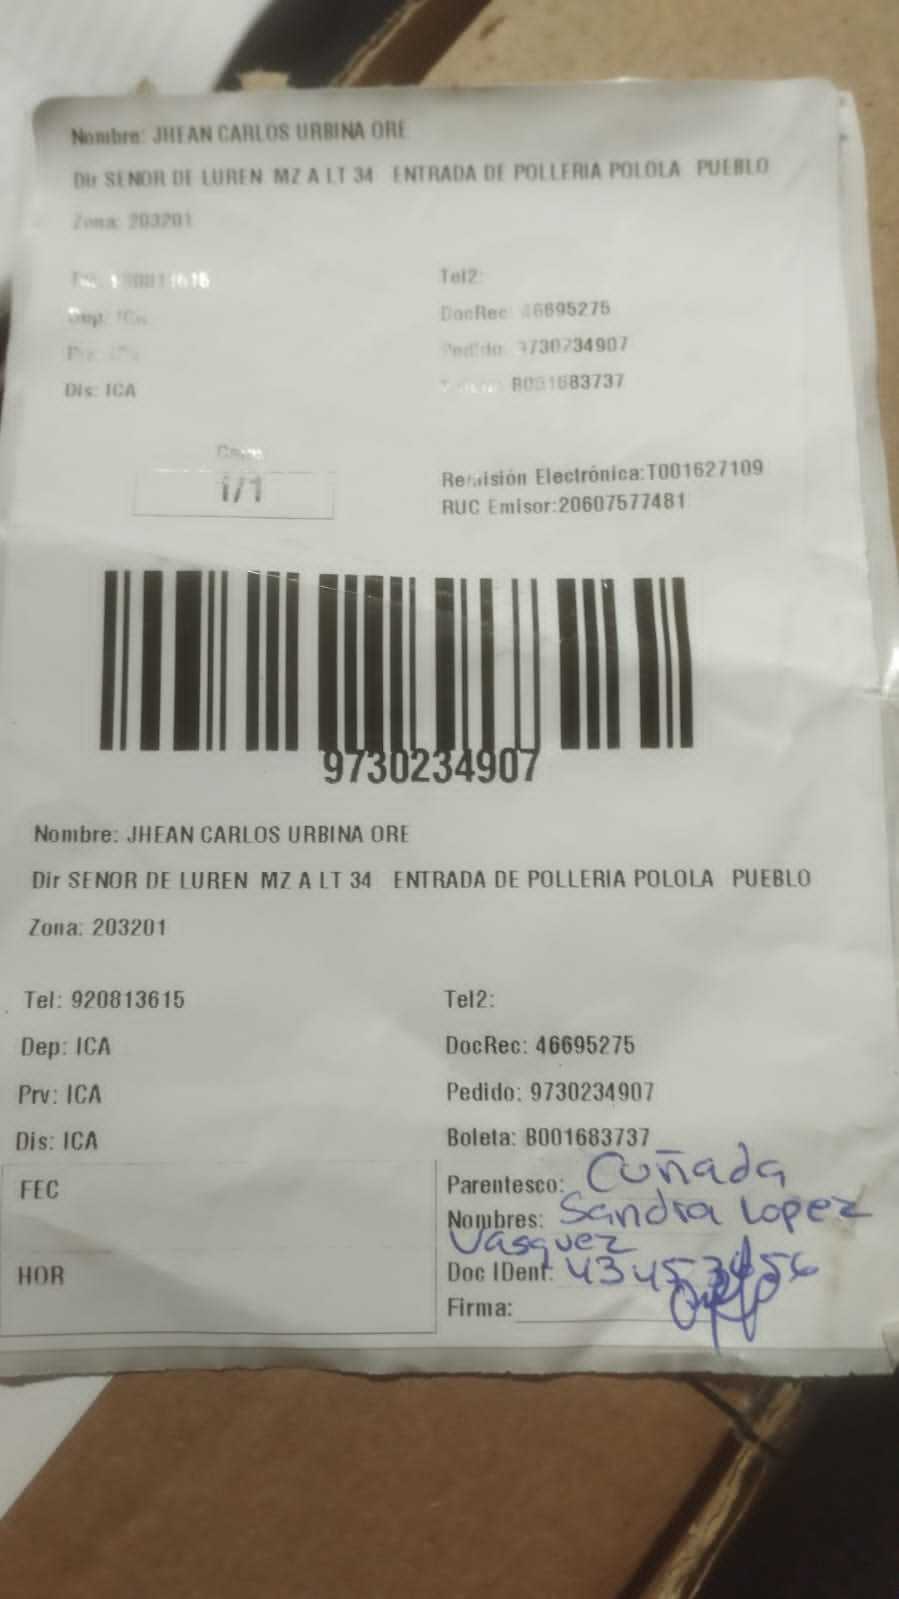 Nombre: JHEAN CARLOS URBINA ORE
Dir SENOR DE LUREN MZ A LT 34 ENTRADA DE POLLERIA POLOLA PUEBLO
Zona: 203201
Tel2:
Dep: ICA
DocRec: 46695275
Pedido: 9730234907
Dis: ICA
B001683737
1/1
Remisión Electrónica:T001627109
RUC Emisor:20607577481
9730234907
Nombre: JHEAN CARLOS URBINA ORE
Dir SENOR DE LUREN MZ A LT 34 ENTRADA DE POLLERIA POLOLA PUEBLO
Zona: 203201
Tel: 920813615 Tel2:
Dep: ICA DocRec: 46695275
Prv: ICA Pedido: 9730234907
Dis: ICA Boleta: B001683737
FEC
HOR
Parentesco: Cuñada
Nombres: Sandra Lopez
Vasquez
Doc IDent:
Firma: